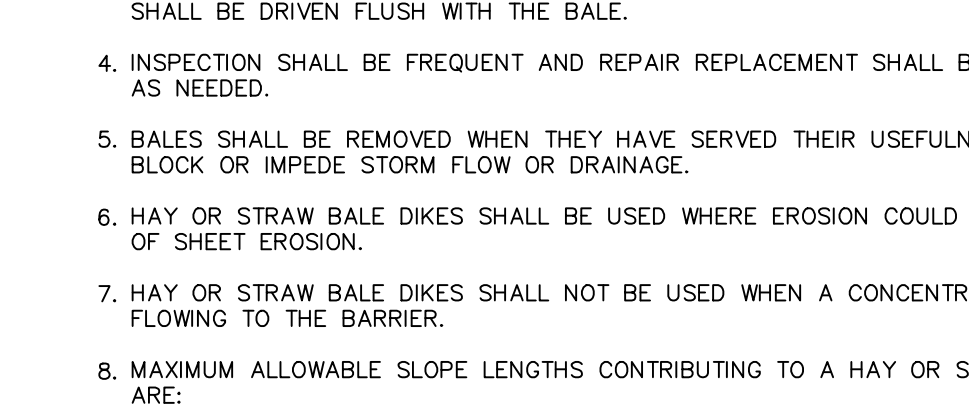 SHALL BE DRIVEN FLUSH WITH THE BALE.
4. INSPECTION SHALL BE FREQUENT AND REPAIR REPLACEMENT SHALL
AS NEEDED.
5. BALES SHALL BE REMOVED WHEN THEY HAVE SERVED THEIR
BLOCK OR IMPEDE STORM FLOW OR DRAINAGE.
6. HAY OR STRAW BALE DIKES SHALL BE USED WHERE EROSION COULD
OF SHEET EROSION.
7. HAY OR STRAW BALE DIKES SHALL NOT BE USED WHEN A
FLOWING TO THE BARRIER.
8. MAXIMUM ALLOWABLE SLOPE LENGTHS CONTRIBUTING TO A HAY OR
ARE: